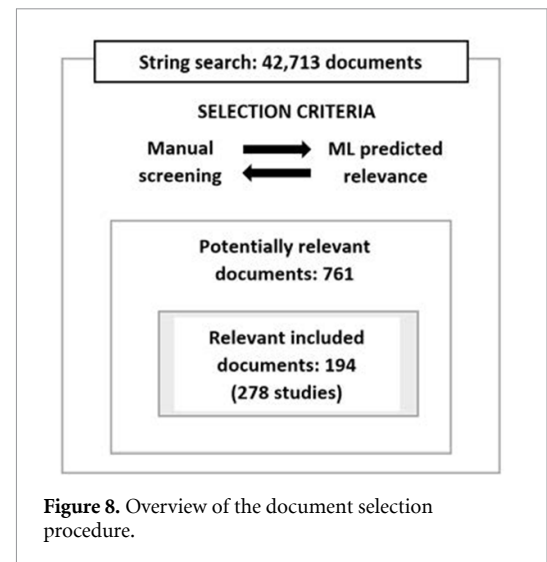 String search: 42,713 documents
SELECTION CRITERIA
Manual screening
ML predicted relevance
Potentially relevant
documents: 761
Relevant included
documents: 194
(278 studies)
Figure 8. Overview of the document selection
procedure.